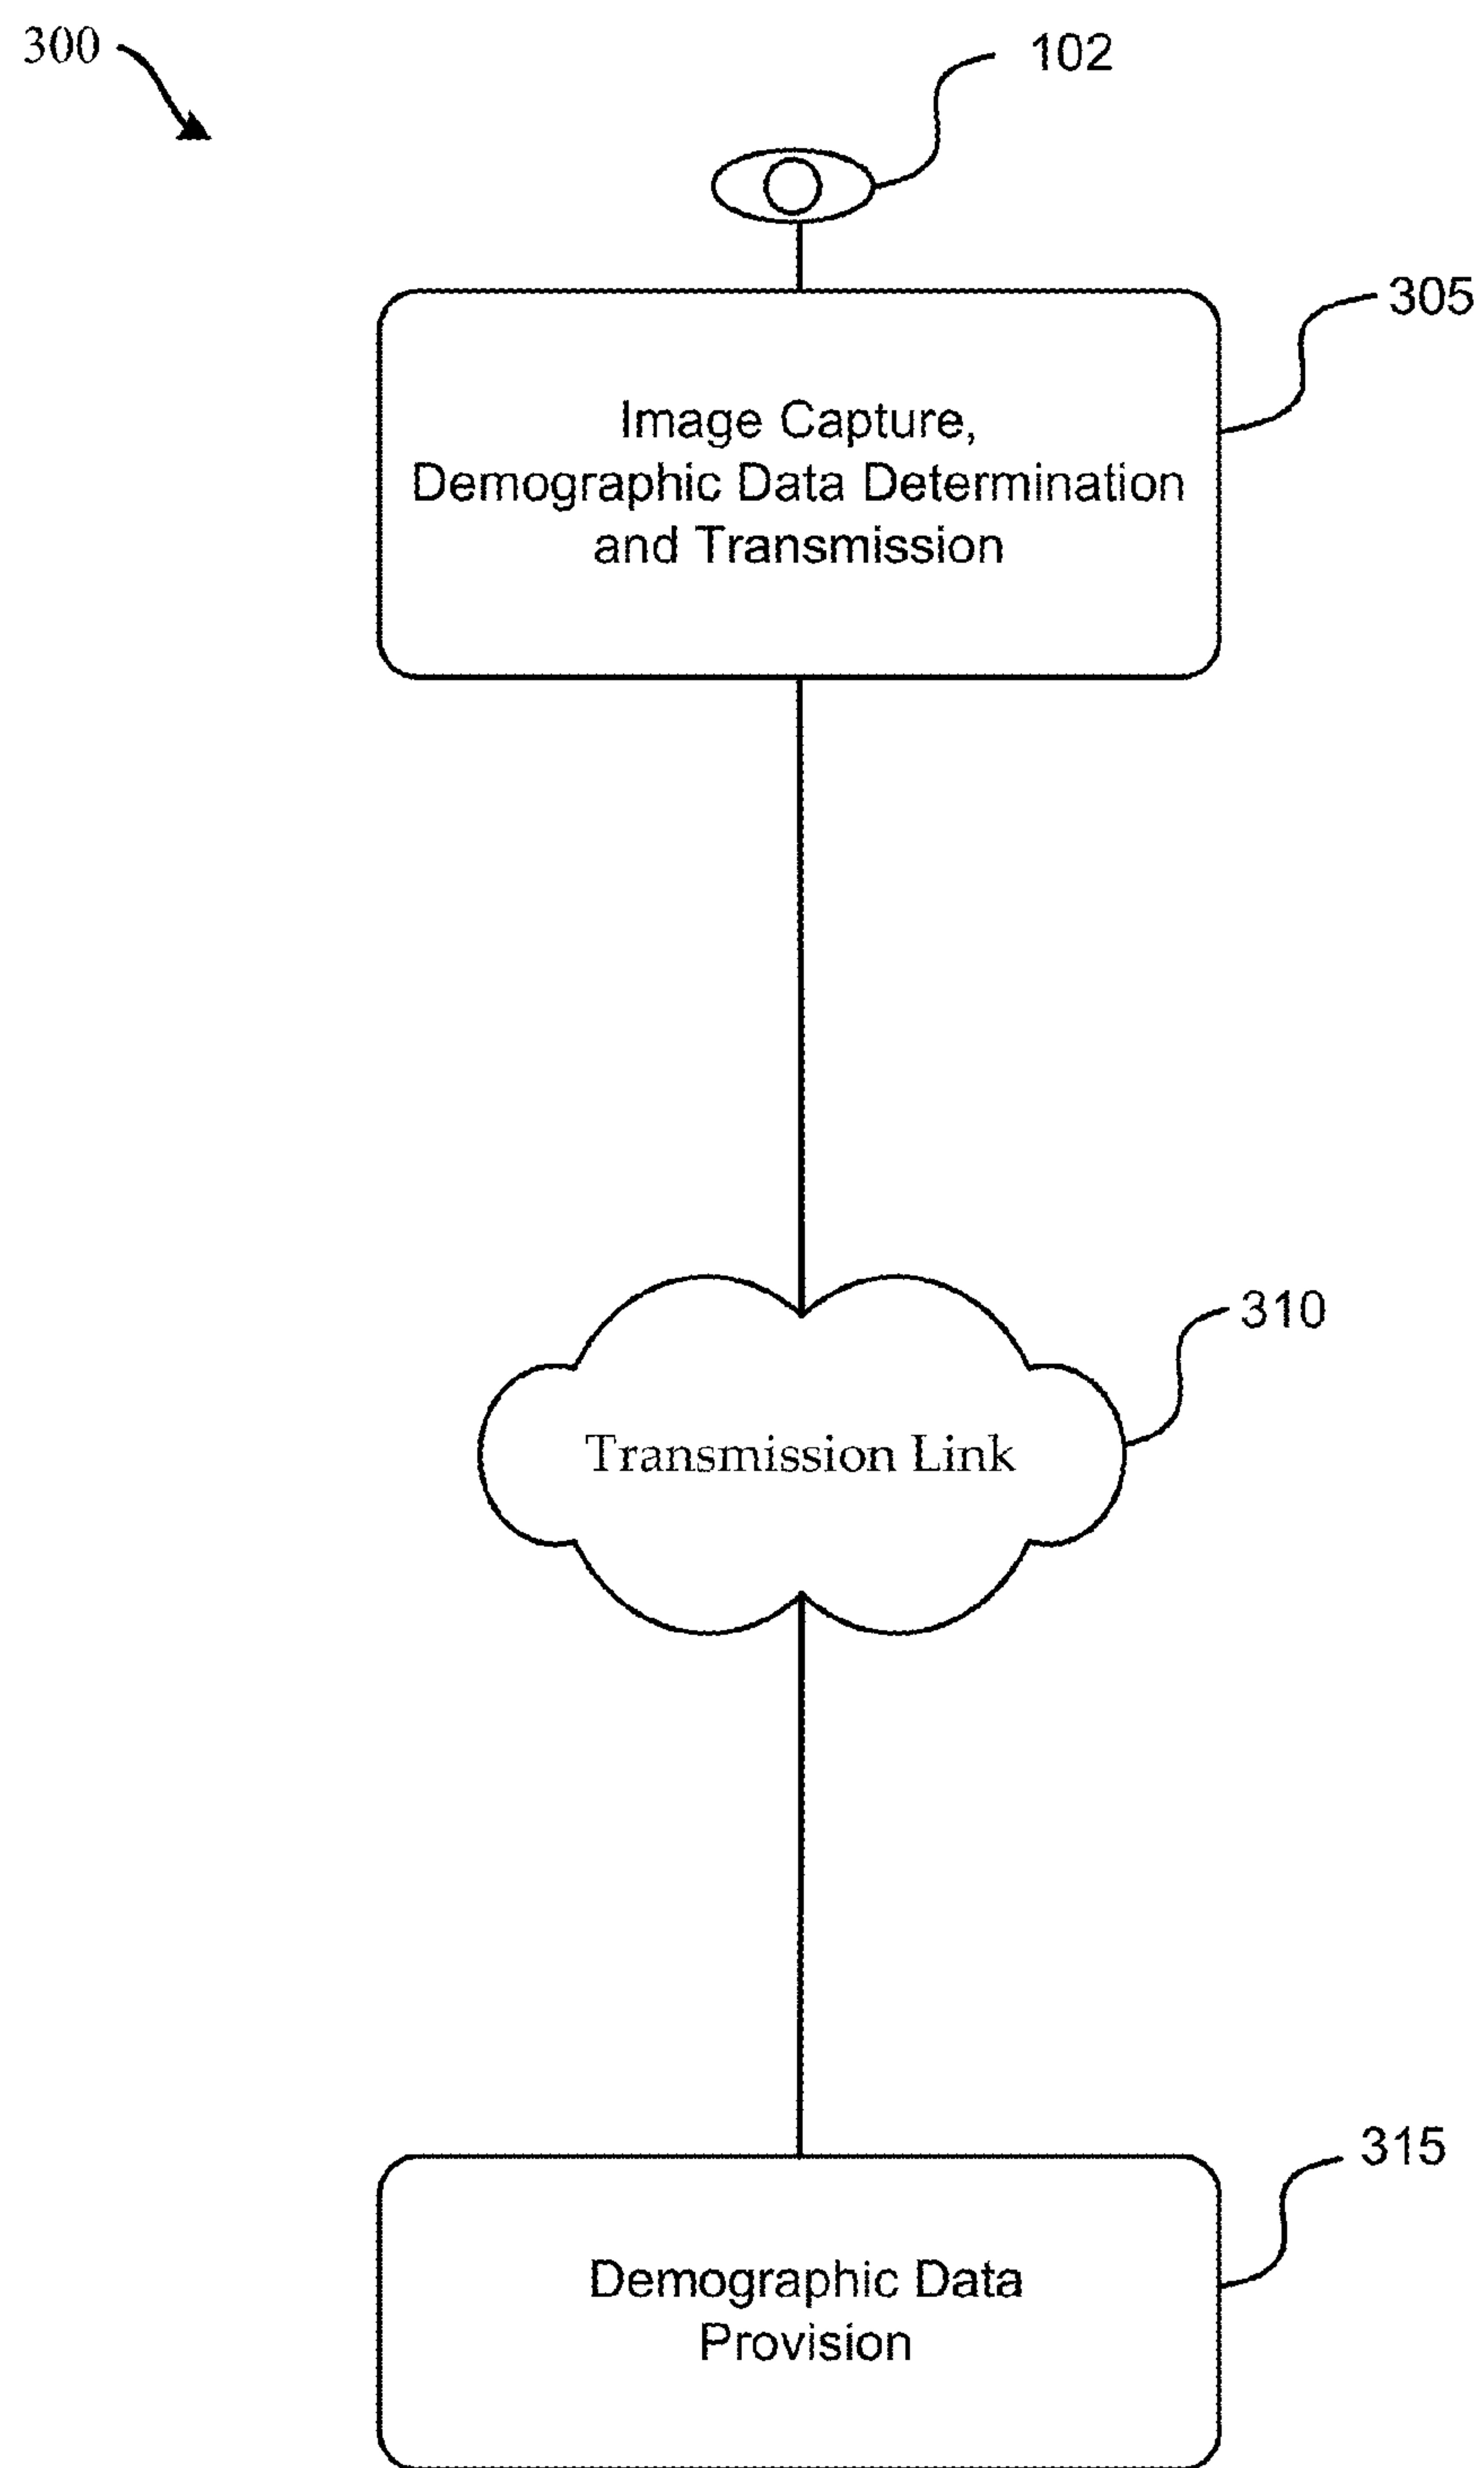 300
102
305
Image Capture,
Demographic Data Determination
and Transmission
310
Transmission Link
315
Demographic Data
Provision